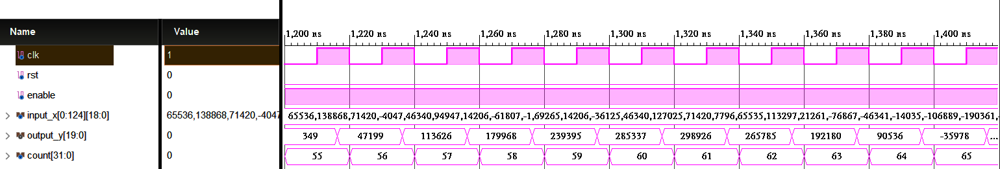 Name Value 1,200 ns 1,220 ns 1,240 ns 1,260 ns 1,280 ns 1,300 ns 1,320 ns 1,340 ns 1,360 ns 1,380 ns 1,400 ns
clk 1
rst 0
enable 0
input_x[0:124][18:0] 65536,138868,71420,-4047 65536,138868,71420,-4047,46340,94947,14206,-61807,-1,69265,14206,-36125,46340,127025,71420,7796,65535,113297,21261,-76867,-46341,-14035,-106889,-190361,-
output_y[19:0] 0 349 47199 113626 179968 239395 285337 298926 265785 192180 90536 -35978 ...
count[31:0] 0 55 56 57 58 59 60 61 62 63 64 65